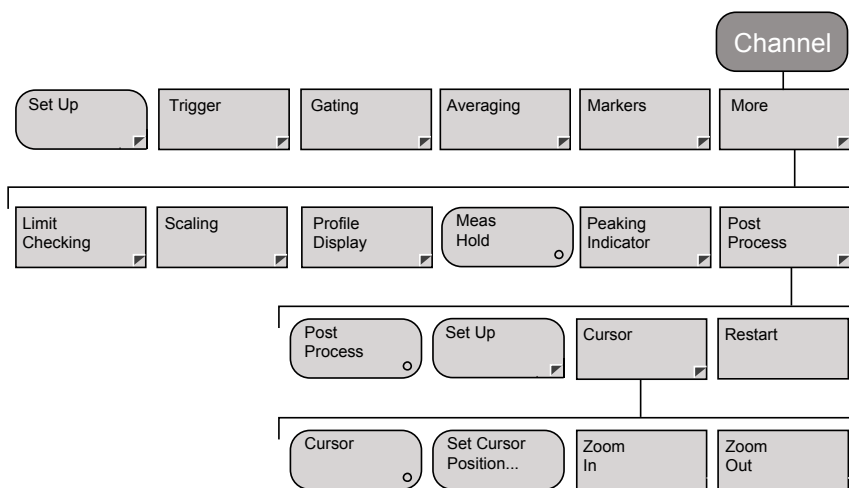 Channel
Set Up
Trigger
Gating
Averaging
Markers
More
Limit
Checking
Scaling
Profile
Display
Meas
Hold
Peaking
Indicator
Post
Process
Post
Process
Set Up
Cursor
Restart
Cursor
Set Cursor
Position...
Zoom
In
Zoom
Out